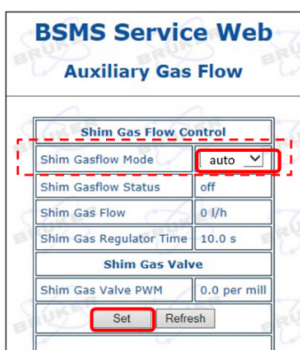 BSMS Service Web
Auxiliary Gas Flow
Shim Gas Flow Control
Shim Gasflow Mode auto
Shim Gasflow Status off
Shim Gas Flow 0 l/h
Shim Gas Regulator Time 10.0 s
Shim Gas Valve
Shim Gas Valve PWM 0.0 per mill
Set Refresh